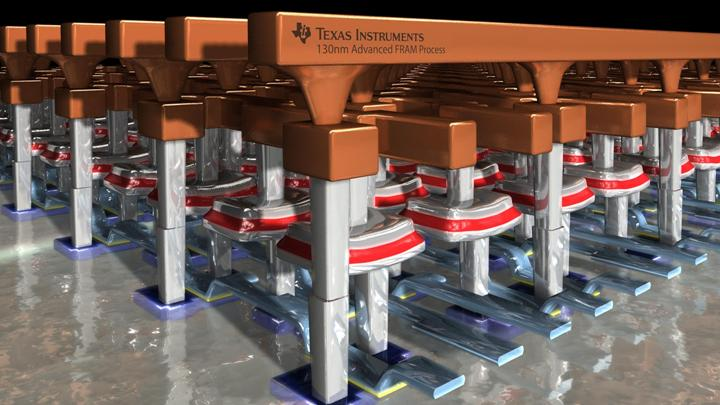 TEXAS INSTRUMENTS
130nm Advanced FRAM Process